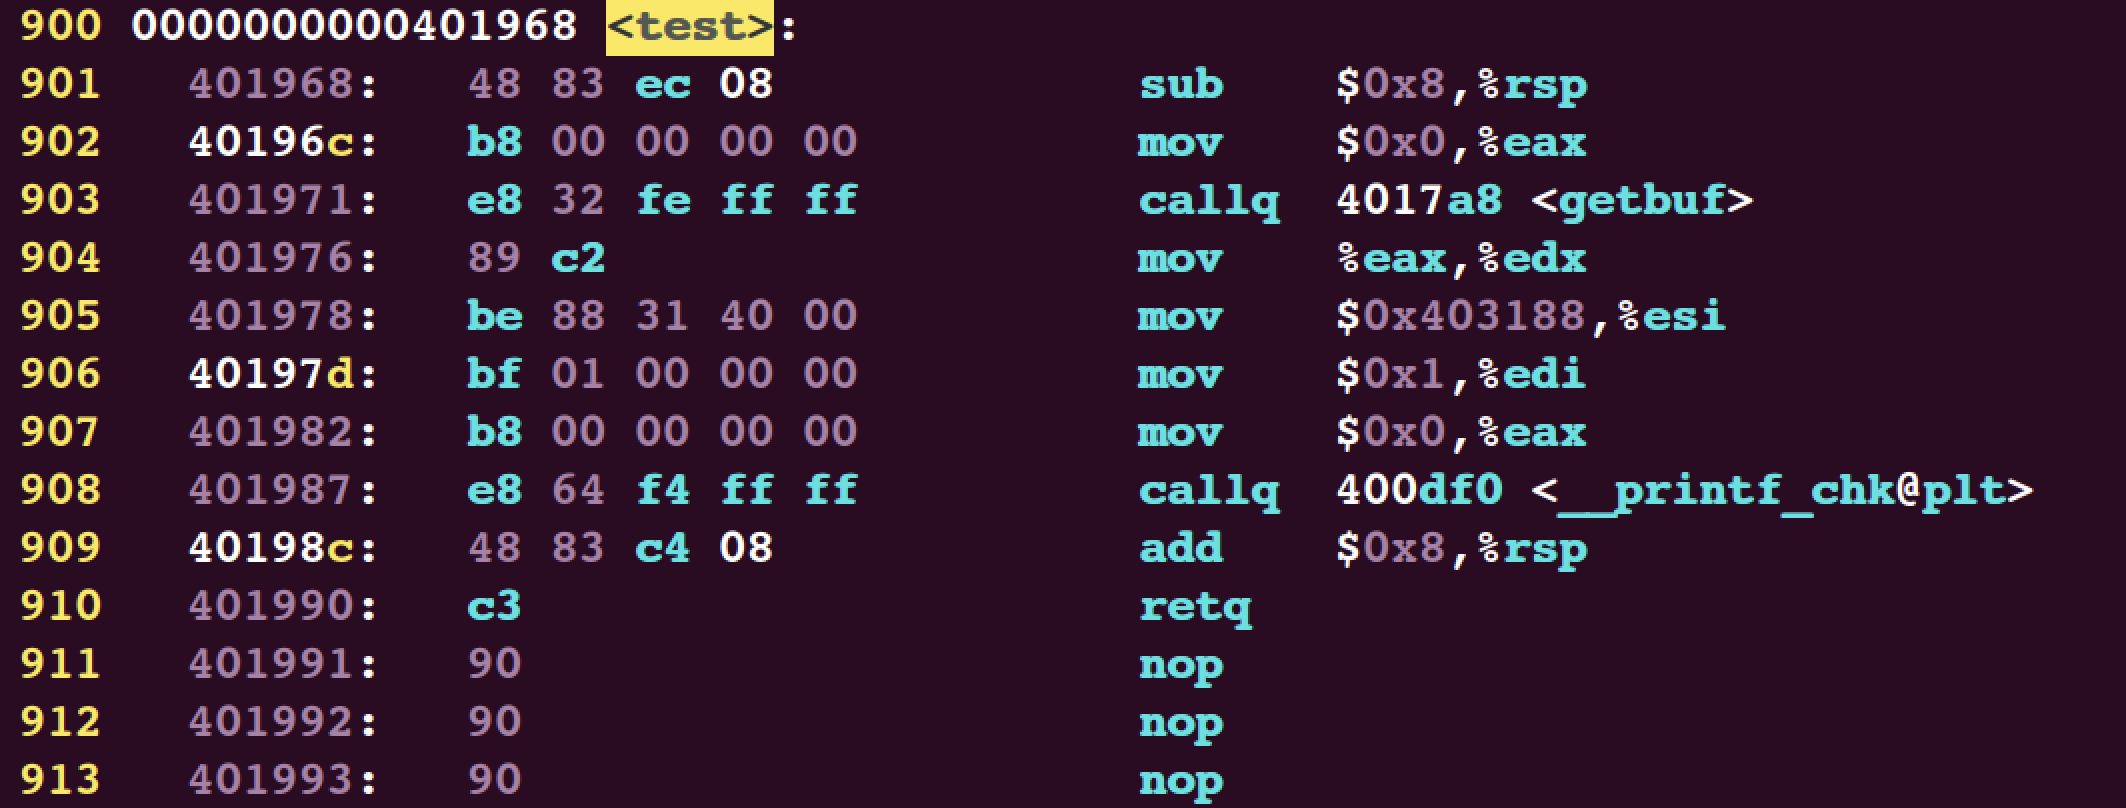 900 0000000000401968 <test>:
901 401968: 48 83 ec 08 sub $0x8,%rsp
902 40196c: b8 00 00 00 00 mov $0x0,%eax
903 401971: e8 32 fe ff ff callq 4017a8 <getbuf>
904 401976: 89 c2 mov %eax,%edx
905 401978: be 88 31 40 00 mov $0x403188,%esi
906 40197d: bf 01 00 00 00 mov $0x1,%edi
907 401982: b8 00 00 00 00 mov $0x0,%eax
908 401987: e8 64 f4 ff ff callq 400df0 <__printf_chk@plt>
909 40198c: 48 83 c4 08 add $0x8,%rsp
910 401990: c3 retq
911 401991: 90 nop
912 401992: 90 nop
913 401993: 90 nop